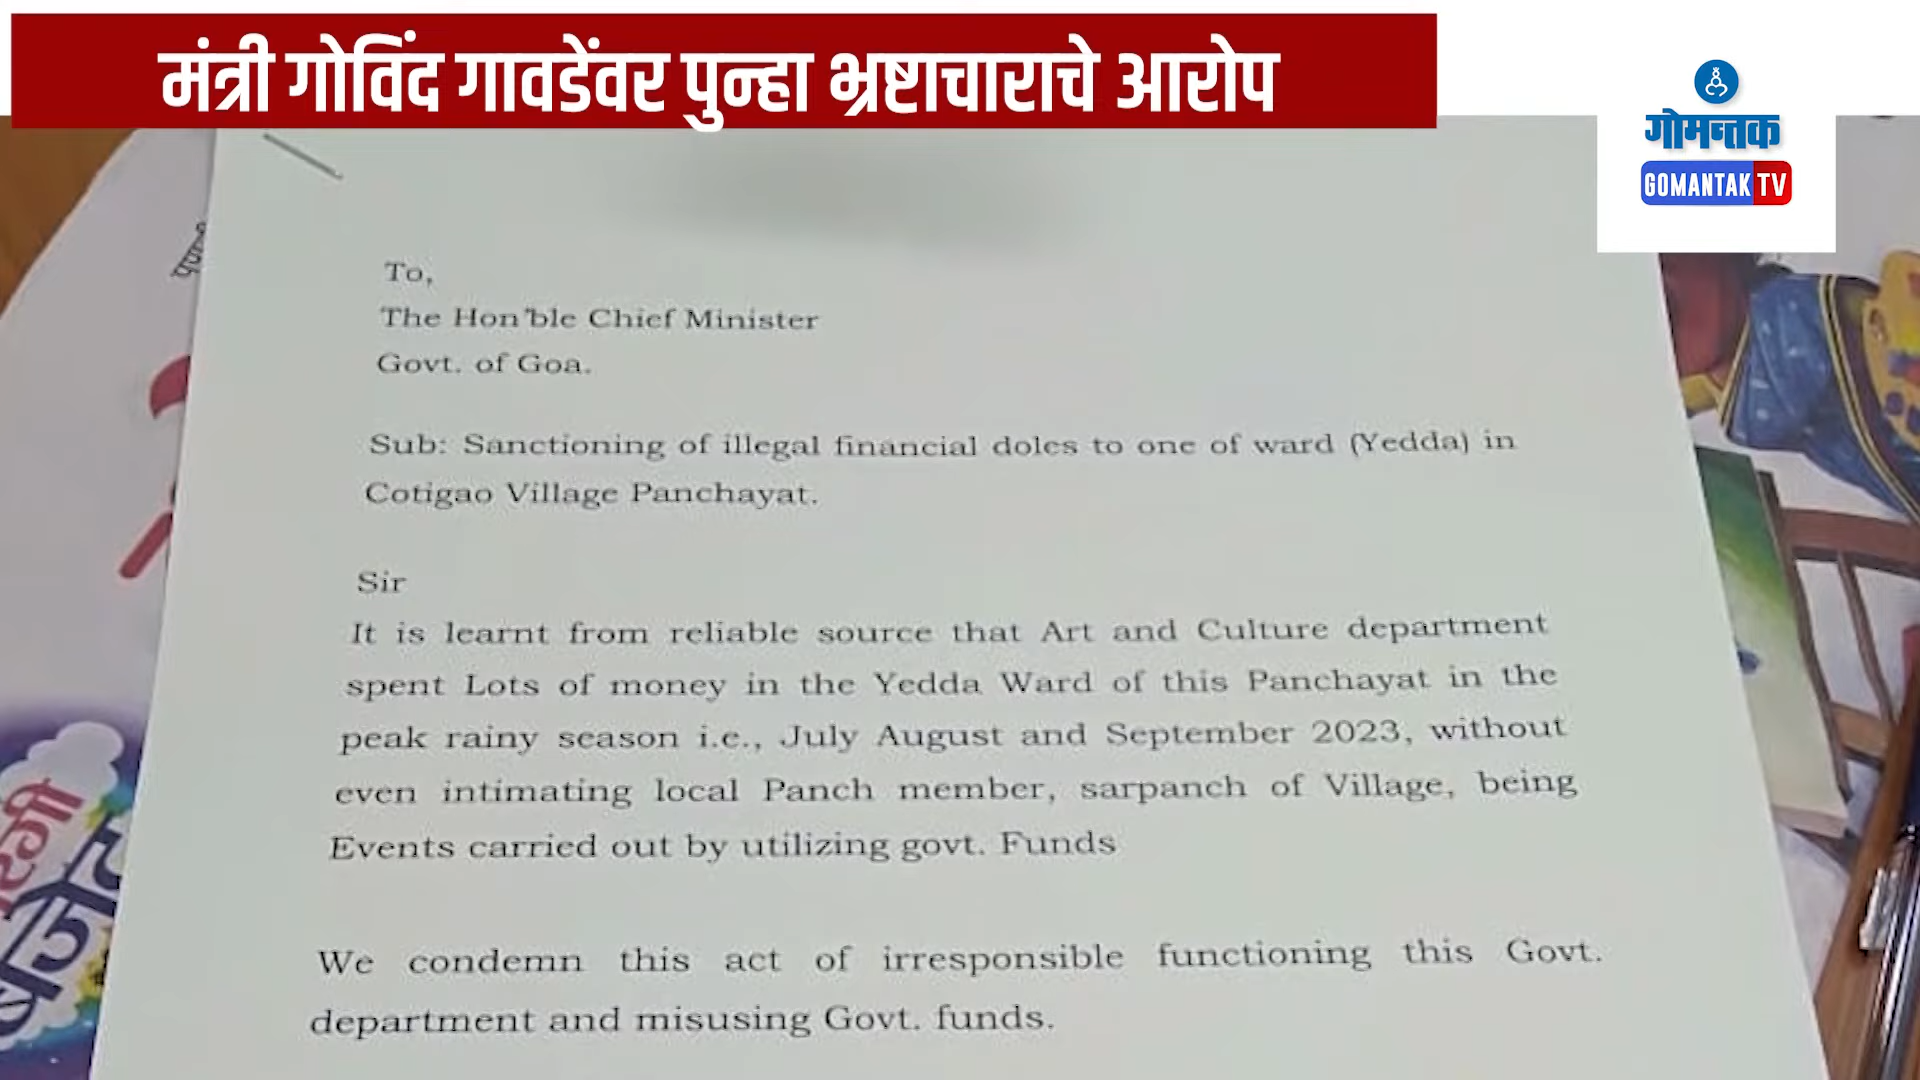 मंत्री गोविंद गावडेंवर पुन्हा भ्रष्टाचाराचे आरोप
गोमन्तक
GOMANTAK TV
To,
The Hon'ble Chief Minister
Govt. of Goa.
Sub: Sanctioning of illegal financial doles to one of ward (Yedda) in
Cotigao Village Panchayat.
Sir
It is learnt from reliable source that Art and Culture department
spent Lots of money in the Yedda Ward of this Panchayat in the
peak rainy season i.e., July August and September 2023, without
even intimating local Panch member, sarpanch of Village, being
Events carried out by utilizing govt. Funds
We condemn this act of irresponsible functioning this Govt.
department and misusing Govt. funds.